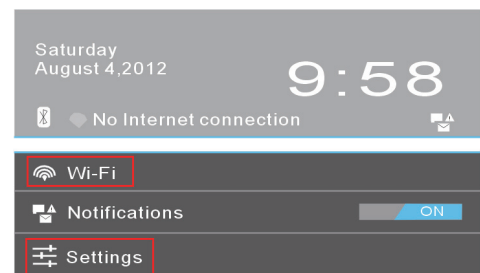 Saturday
August 4,2012
9:58
No Internet connection
Wi-Fi
Notifications
ON
Settings